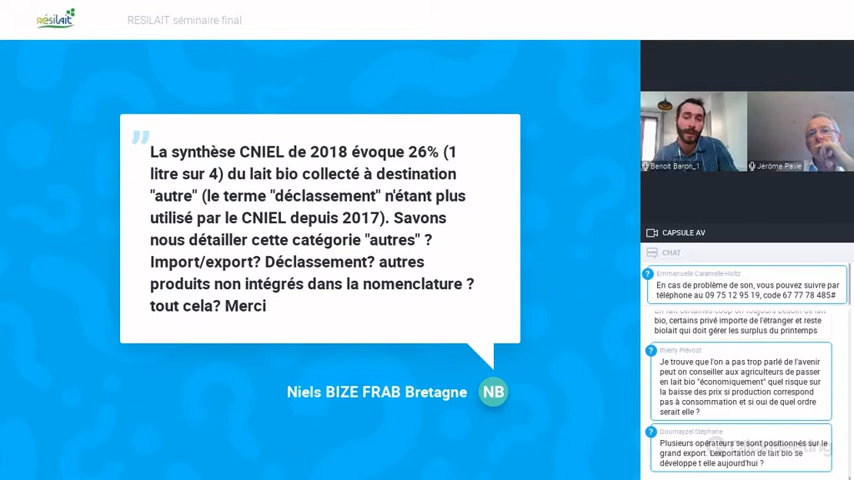 RésiLait
RESILAIT séminaire final
La synthèse CNIEL de 2018 évoque 26% (1
litre sur 4) du lait bio collecté à destination
"autre" (le terme "déclassement" n'étant plus
utilisé par le CNIEL depuis 2017). Savons
nous détailler cette catégorie "autres" ?
Import/export? Déclassement? autres
produits non intégrés dans la nomenclature ?
tout cela? Merci
Niels BIZE FRAB Bretagne NB
Benoit Baron_1
Jérôme Pavie
CAPSULE AV
CHAT
Emmanuelle Caramelle-Holtz
En cas de problème de son, vous pouvez suivre par
téléphone au 09 75 12 95 19, code 67 77 78 485#
bio, certains privé importe de l'étranger et reste
biolait qui doit gérer les surplus du printemps
thierry Prévost
Je trouve que l'on a pas trop parlé de l'avenir
peut on conseiller aux agriculteurs de passer
en lait bio "économiquement" quel risque sur
la baisse des prix si production correspond
pas à consommation et si oui de quel ordre
serait elle ?
Dournayzel Stéphane
Plusieurs opérateurs se sont positionnés sur le
grand export. L'exportation de lait bio se
développe t elle aujourd'hui ?